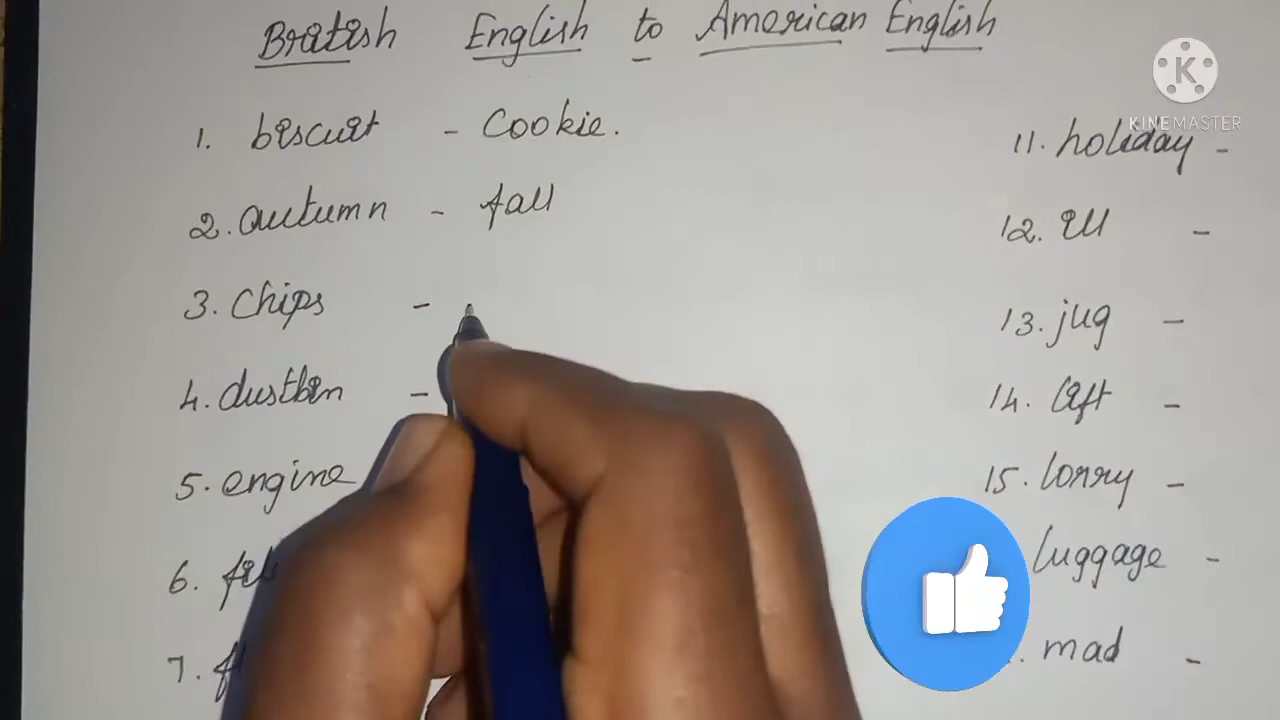 British English to American English
1. biscuit - Cookie.
2. autumn - fall
3. Chips -
4. dustbin -
5. engine
6.
7.
11. holiday -
12. ill -
13. jug -
14. lift -
15. lorry -
luggage -
mad -
K
KINEMASTER